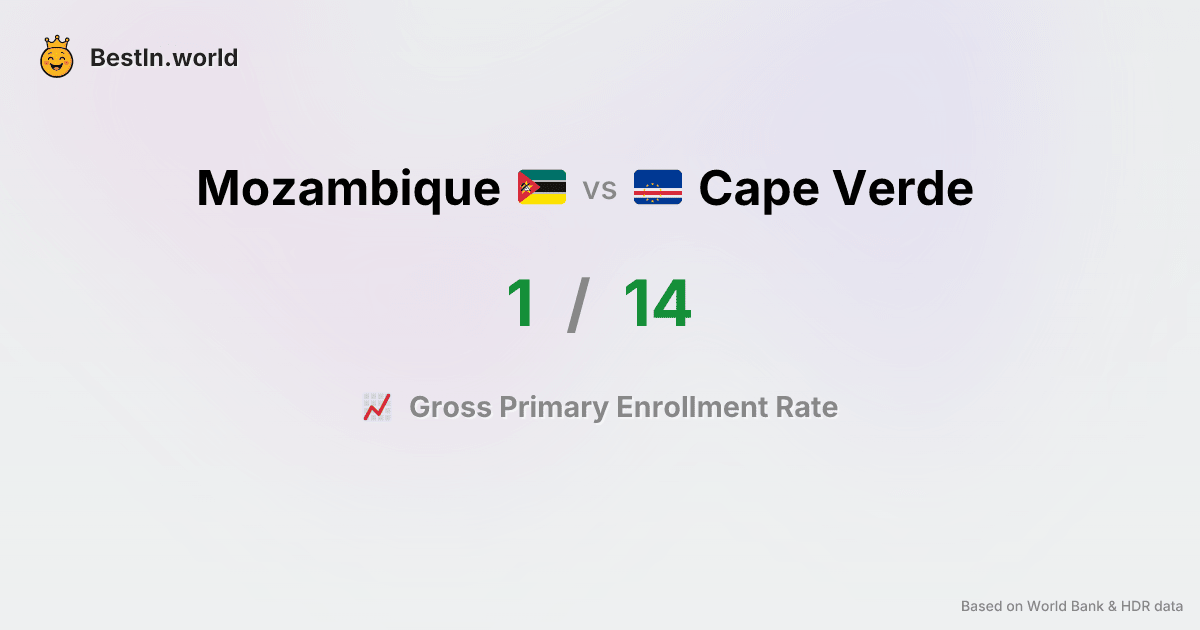 BestIn.world
Mozambique vs Cape Verde
1 / 14
Gross Primary Enrollment Rate
Based on World Bank & HDR data